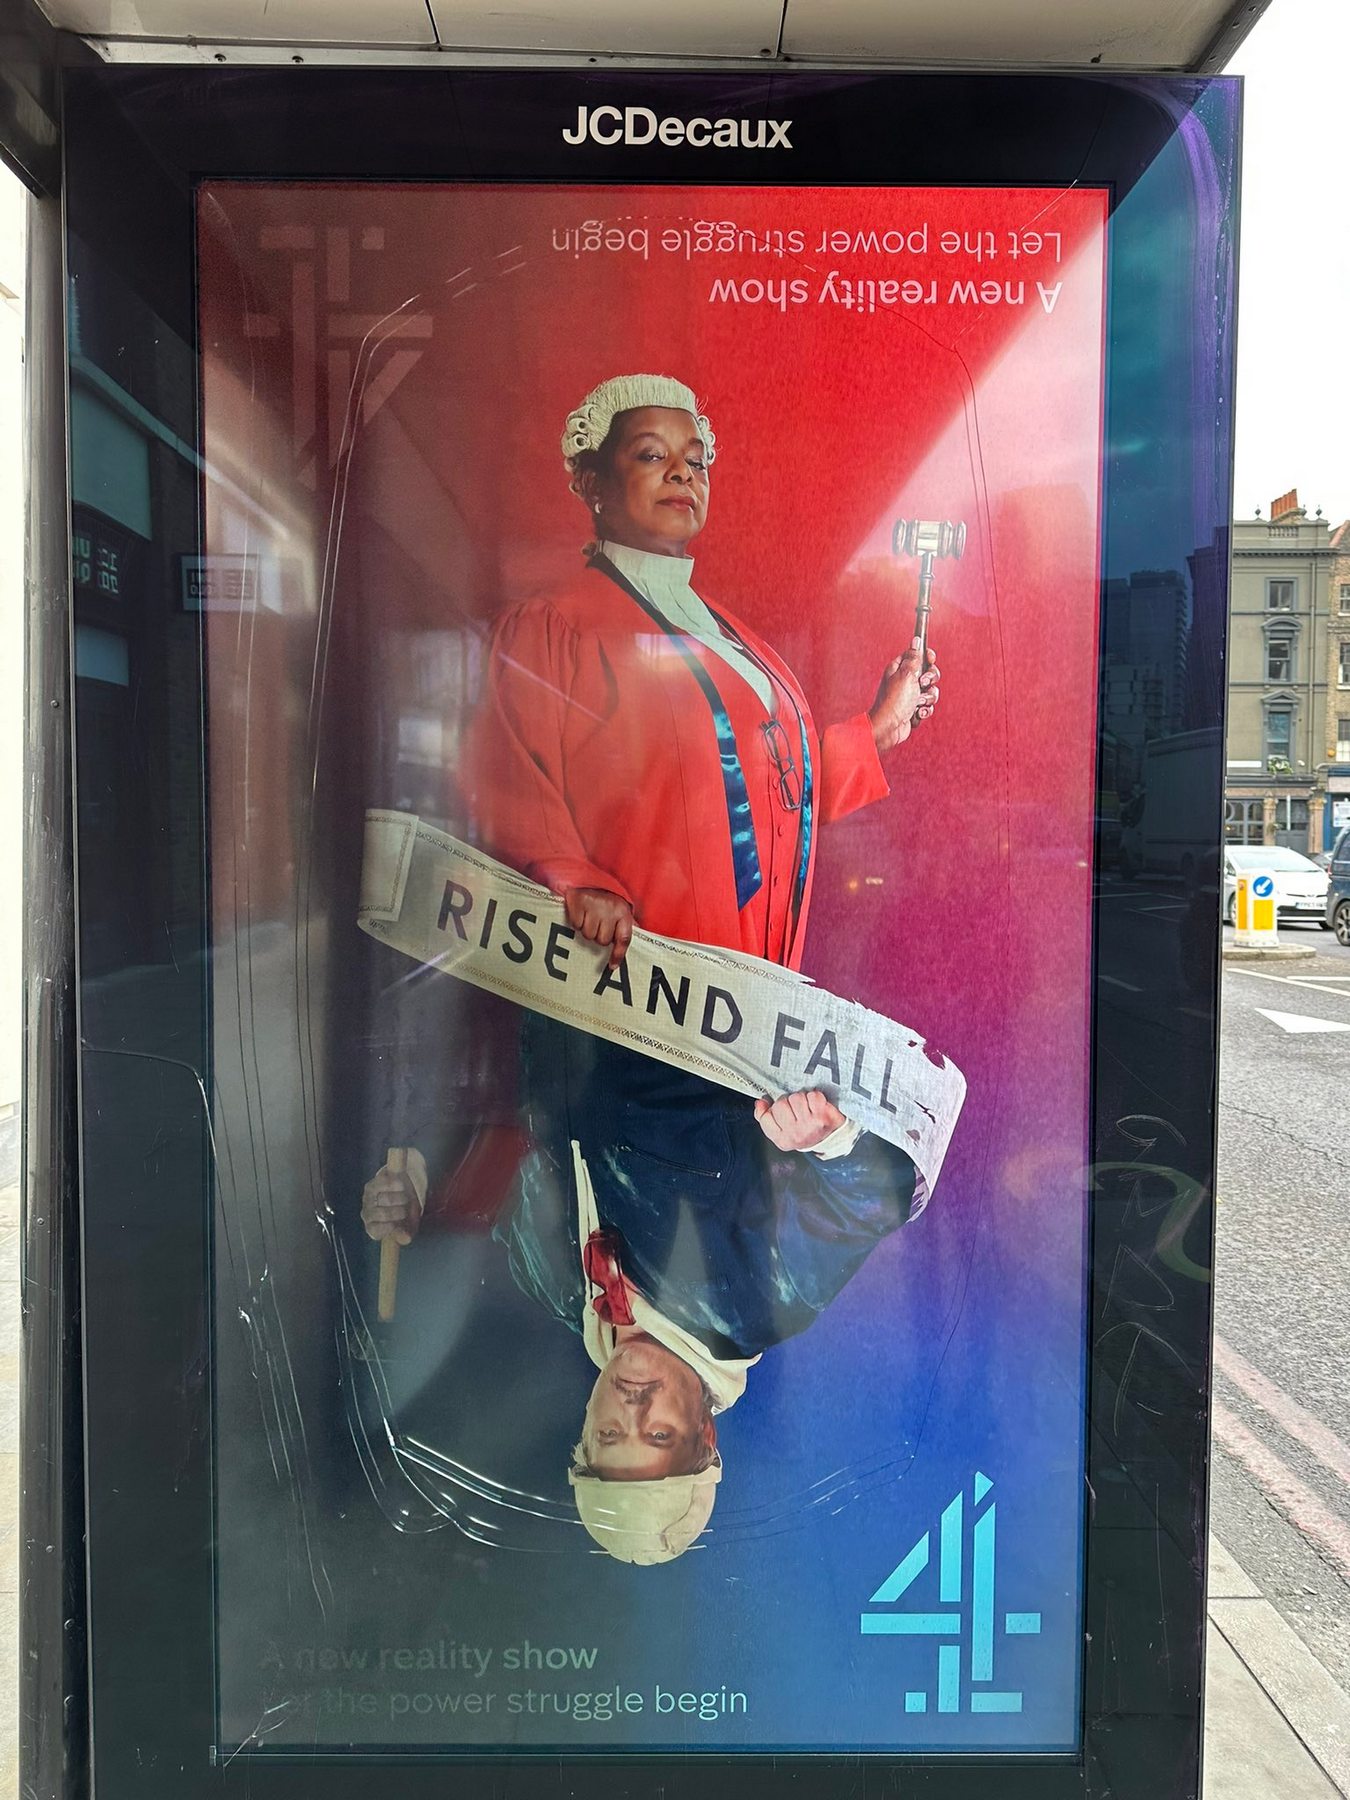 JCDecaux
Let the power struggle begin
A new reality show
RISE AND FALL
A new reality show
Let the power struggle begin
4